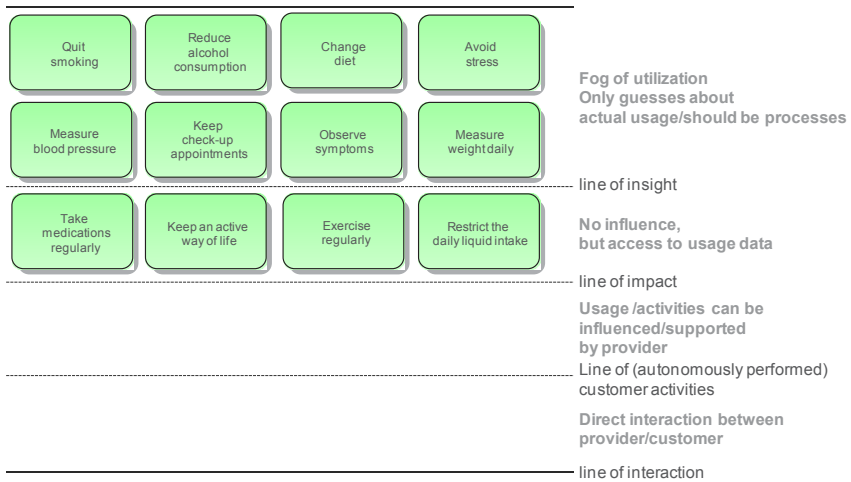 Quit
smoking
Reduce
alcohol
consumption
Change
diet
Avoid
stress
Fog of utilization
Only guesses about
actual usage/should be processes
Measure
blood pressure
Keep
check-up
appointments
Observe
symptoms
Measure
weight daily
line of insight
Take
medications
regularly
Keep an active
way of life
Exercise
regularly
Restrict the
daily liquid intake
No influence,
but access to usage data
line of impact
Usage /activities can be
influenced/supported
by provider
Line of (autonomously performed)
customer activities
Direct interaction between
provider/customer
line of interaction